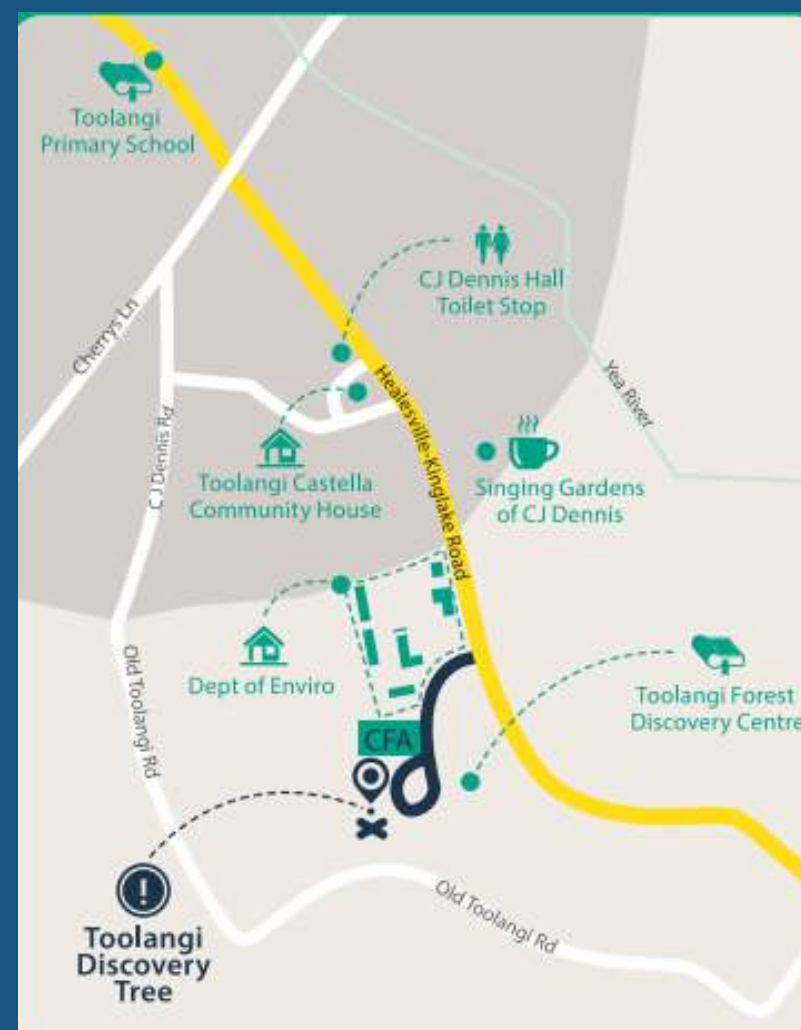 Toolangi
Primary School
CJ Dennis Hall
Toilet Stop
Cherrys Ln
Yea River
Healesville-Kinglake Road
CJ Dennis Rd
Toolangi Castella
Community House
Singing Gardens
of CJ Dennis
Dept of Enviro
Old Toolangi Rd
Toolangi Forest
Discovery Centre
CFA
!
Toolangi
Discovery
Tree
Old Toolangi Rd